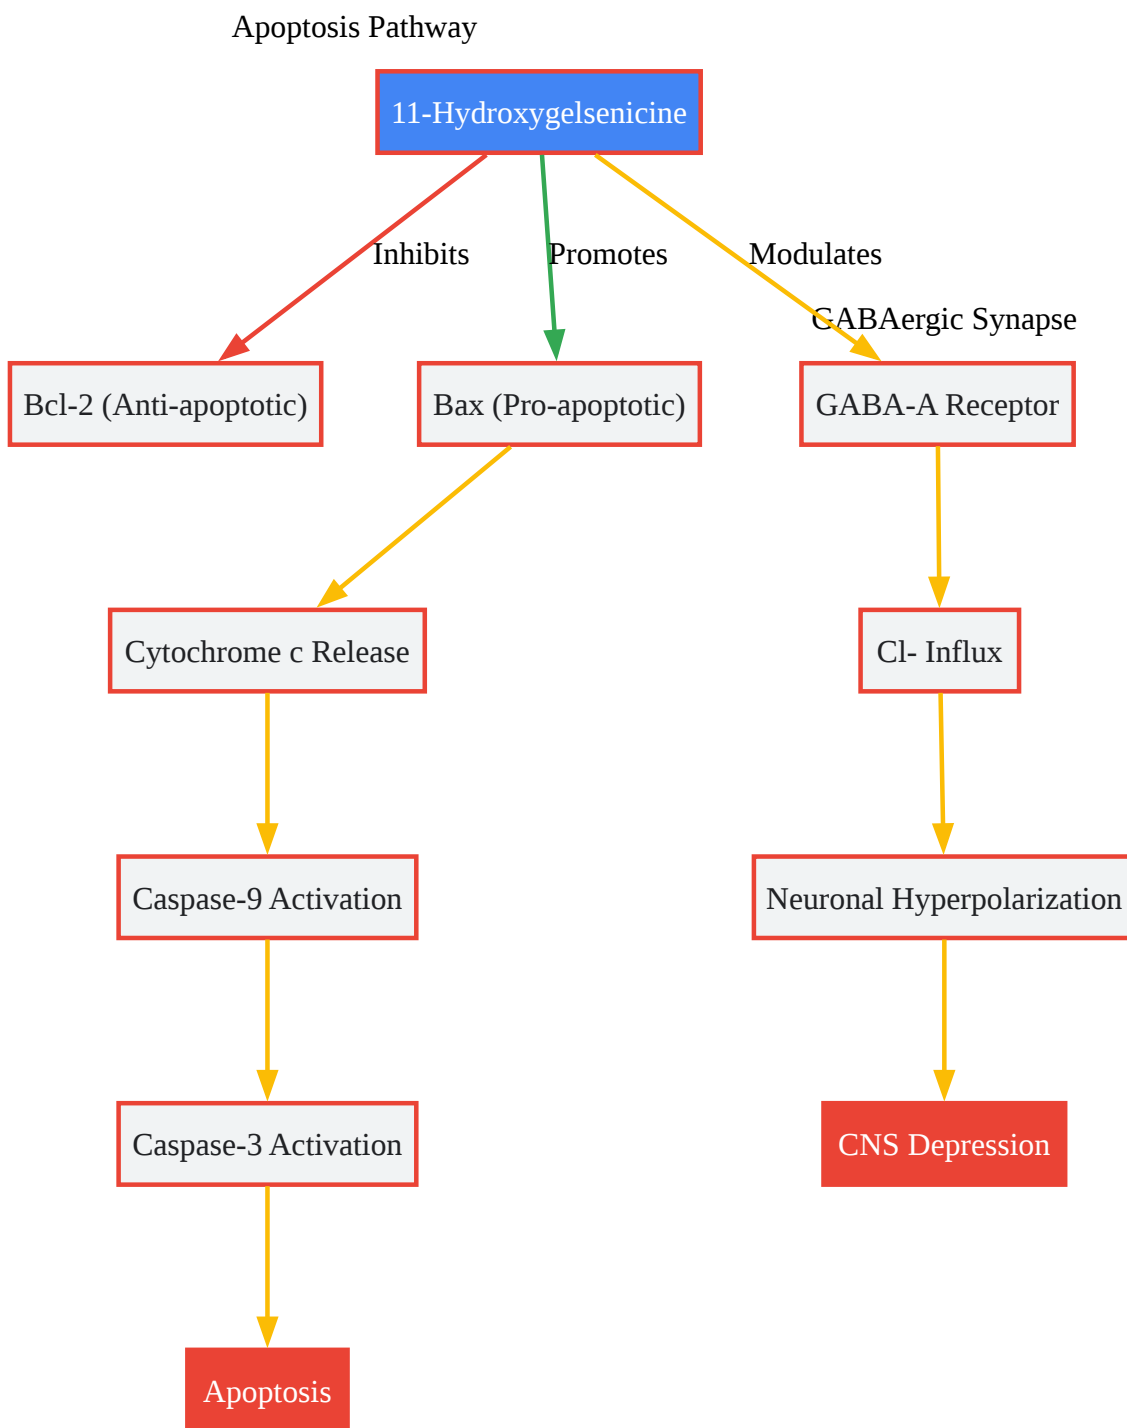 Apoptosis Pathway
11-Hydroxygelsenicine
Inhibits
Promotes
Modulates
GABAergic Synapse
Bcl-2 (Anti-apoptotic)
Bax (Pro-apoptotic)
GABA-A Receptor
Cytochrome c Release
Cl- Influx
Caspase-9 Activation
Neuronal Hyperpolarization
Caspase-3 Activation
CNS Depression
Apoptosis